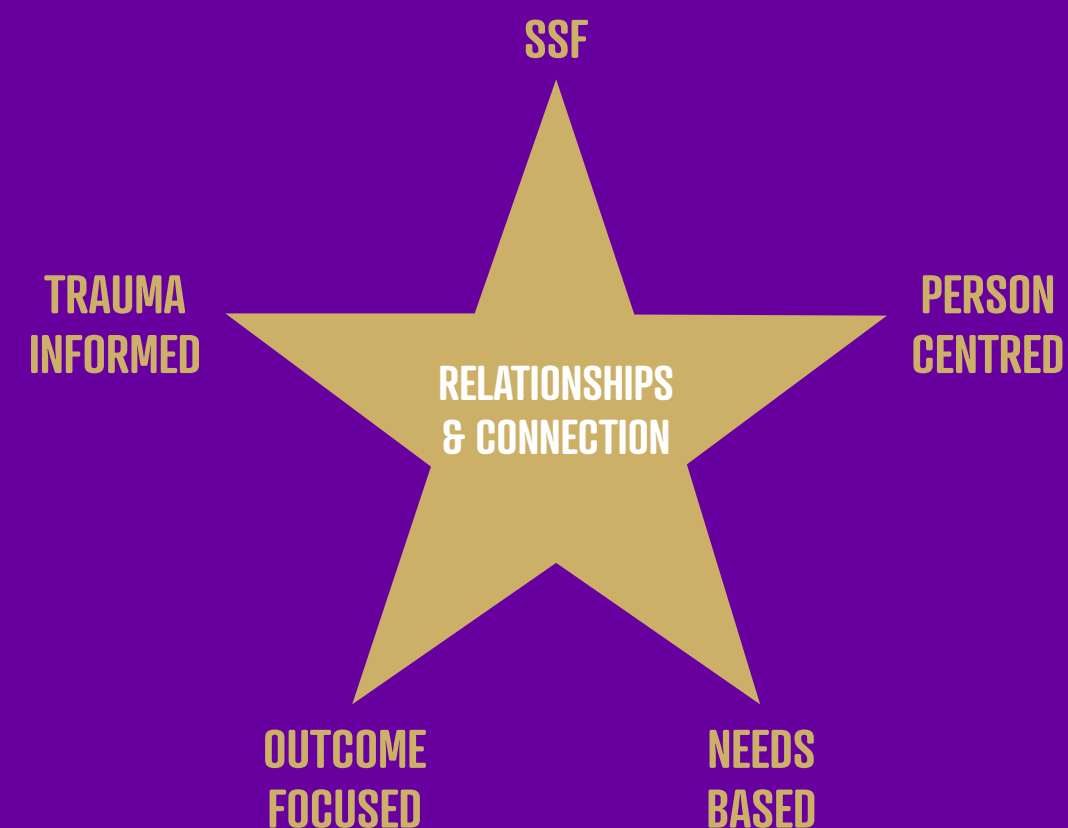 SSF
TRAUMA
INFORMED
PERSON
CENTRED
RELATIONSHIPS
& CONNECTION
OUTCOME
FOCUSED
NEEDS
BASED